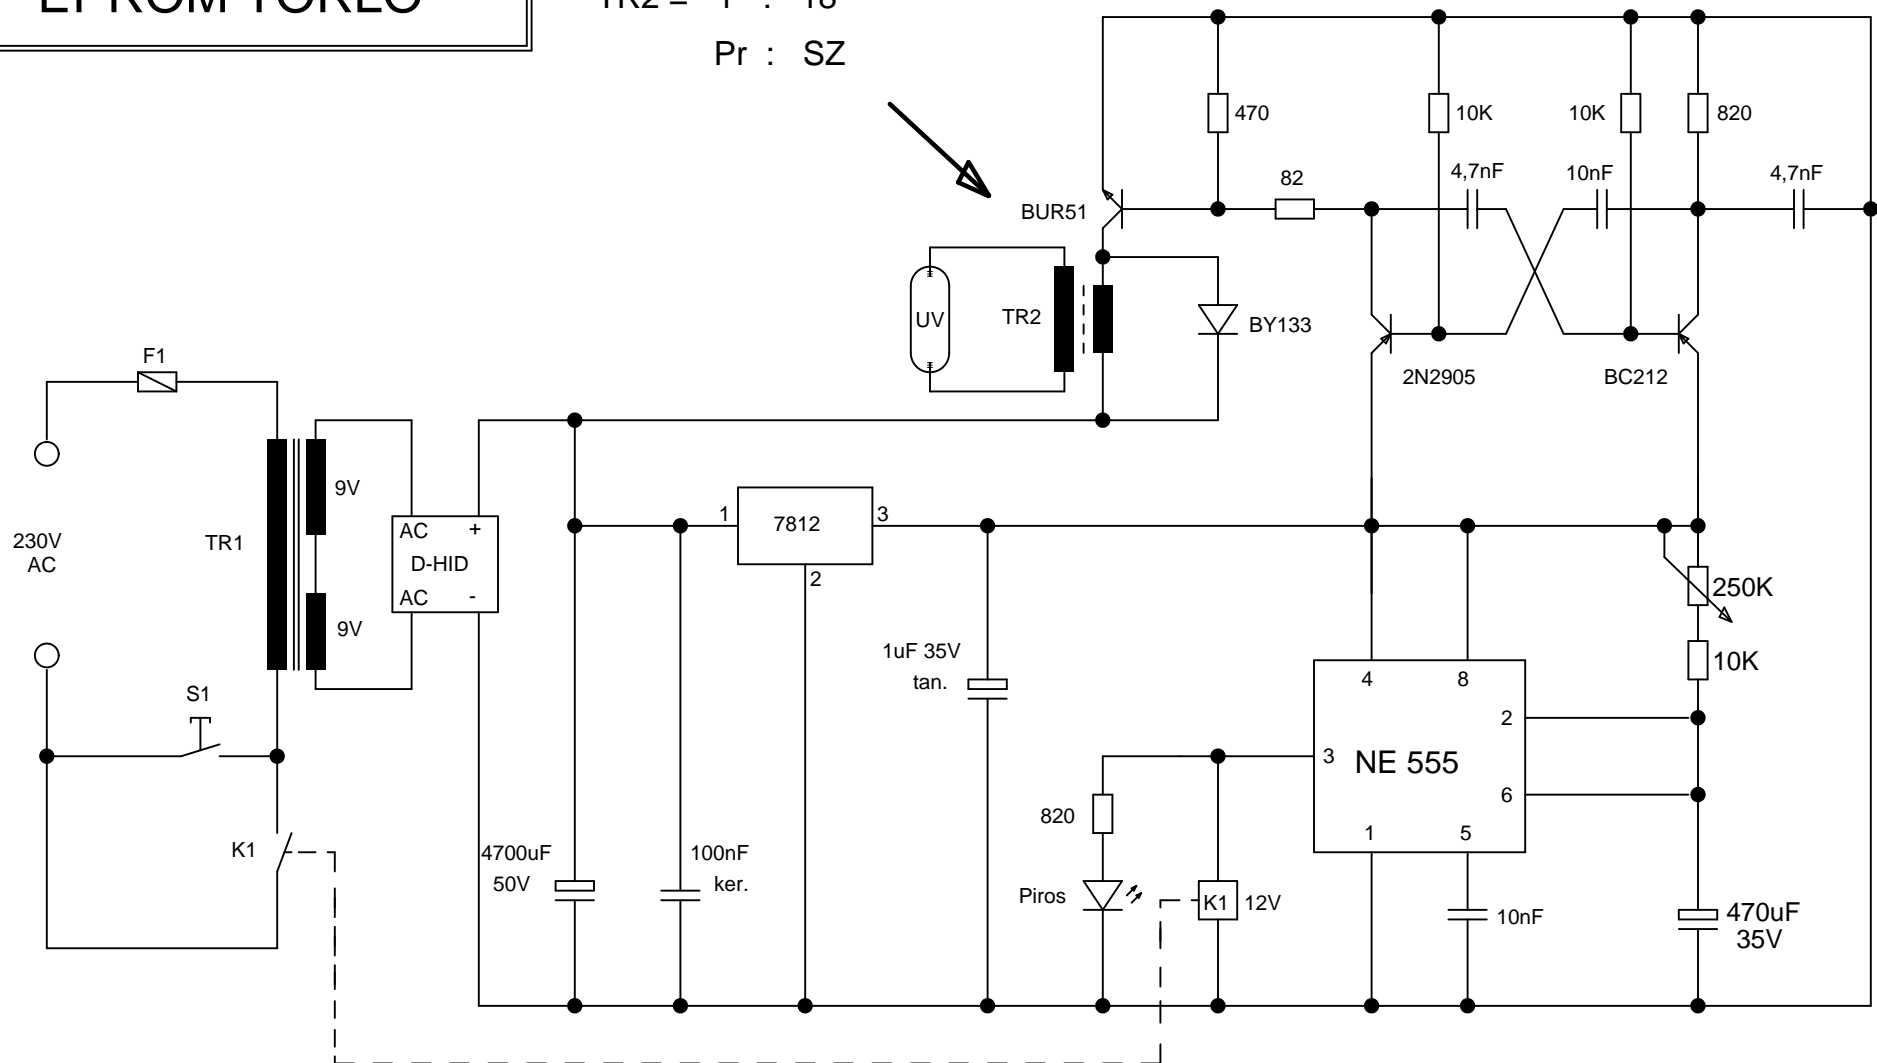 EPROM
TR2 = : 18
Pr : SZ
470
10K
10K
820
82
4,7nF
10nF
4,7nF
BUR51
UV
TR2
BY133
2N2905
BC212
F1
230V
AC
TR1
9V
9V
AC +
D-HID
AC -
1
7812
3
2
250K
10K
1uF 35V
tan.
S1
4
8
2
3
NE 555
6
1
5
K1
4700uF
50V
100nF
ker.
820
Piros
K1
12V
10nF
470uF
35V